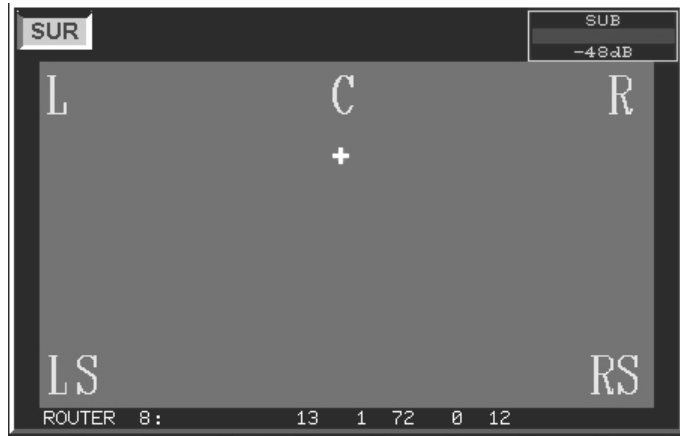 SUR
SUB
-48dB
L C R
LS RS
ROUTER 8: 13 1 72 0 12